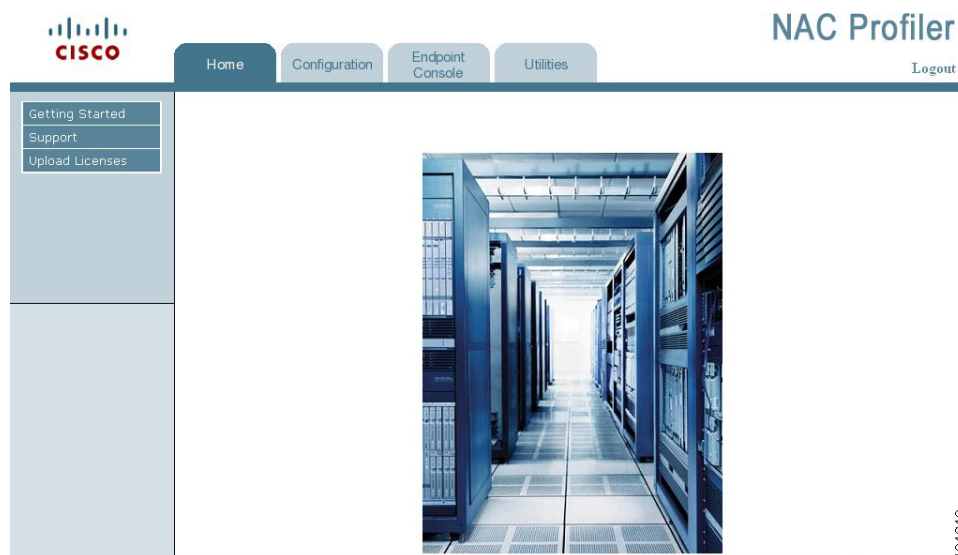 CISCO
NAC Profiler
Home
Configuration
Endpoint
Console
Utilities
Logout
Getting Started
Support
Upload Licenses